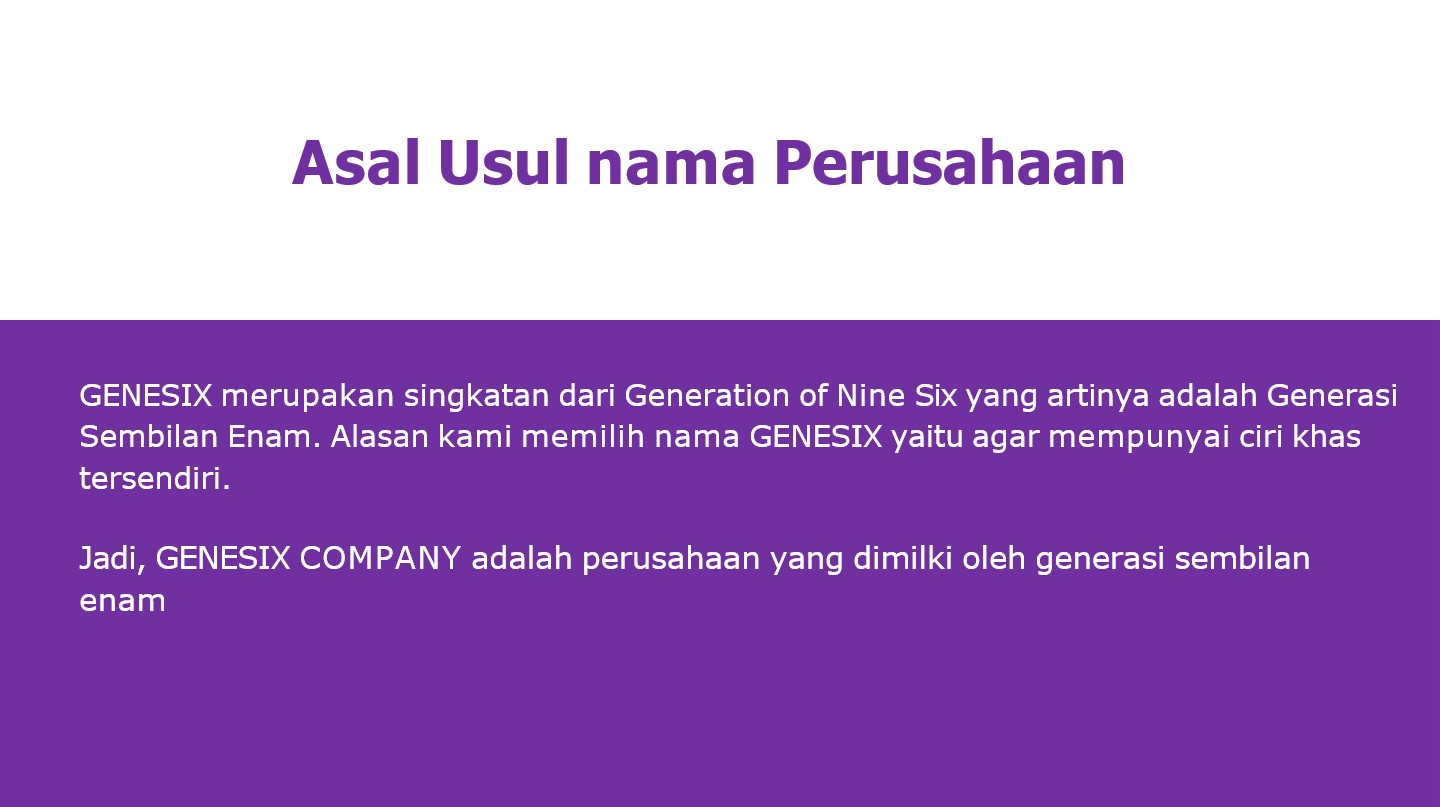 Asal Usul nama Perusahaan
GENESIX merupakan singkatan dari Generation of Nine Six yang artinya adalah Generasi
Sembilan Enam. Alasan kami memilih nama GENESIX yaitu agar mempunyai ciri khas
tersendiri.
Jadi, GENESIX COMPANY adalah perusahaan yang dimilki oleh generasi sembilan
enam